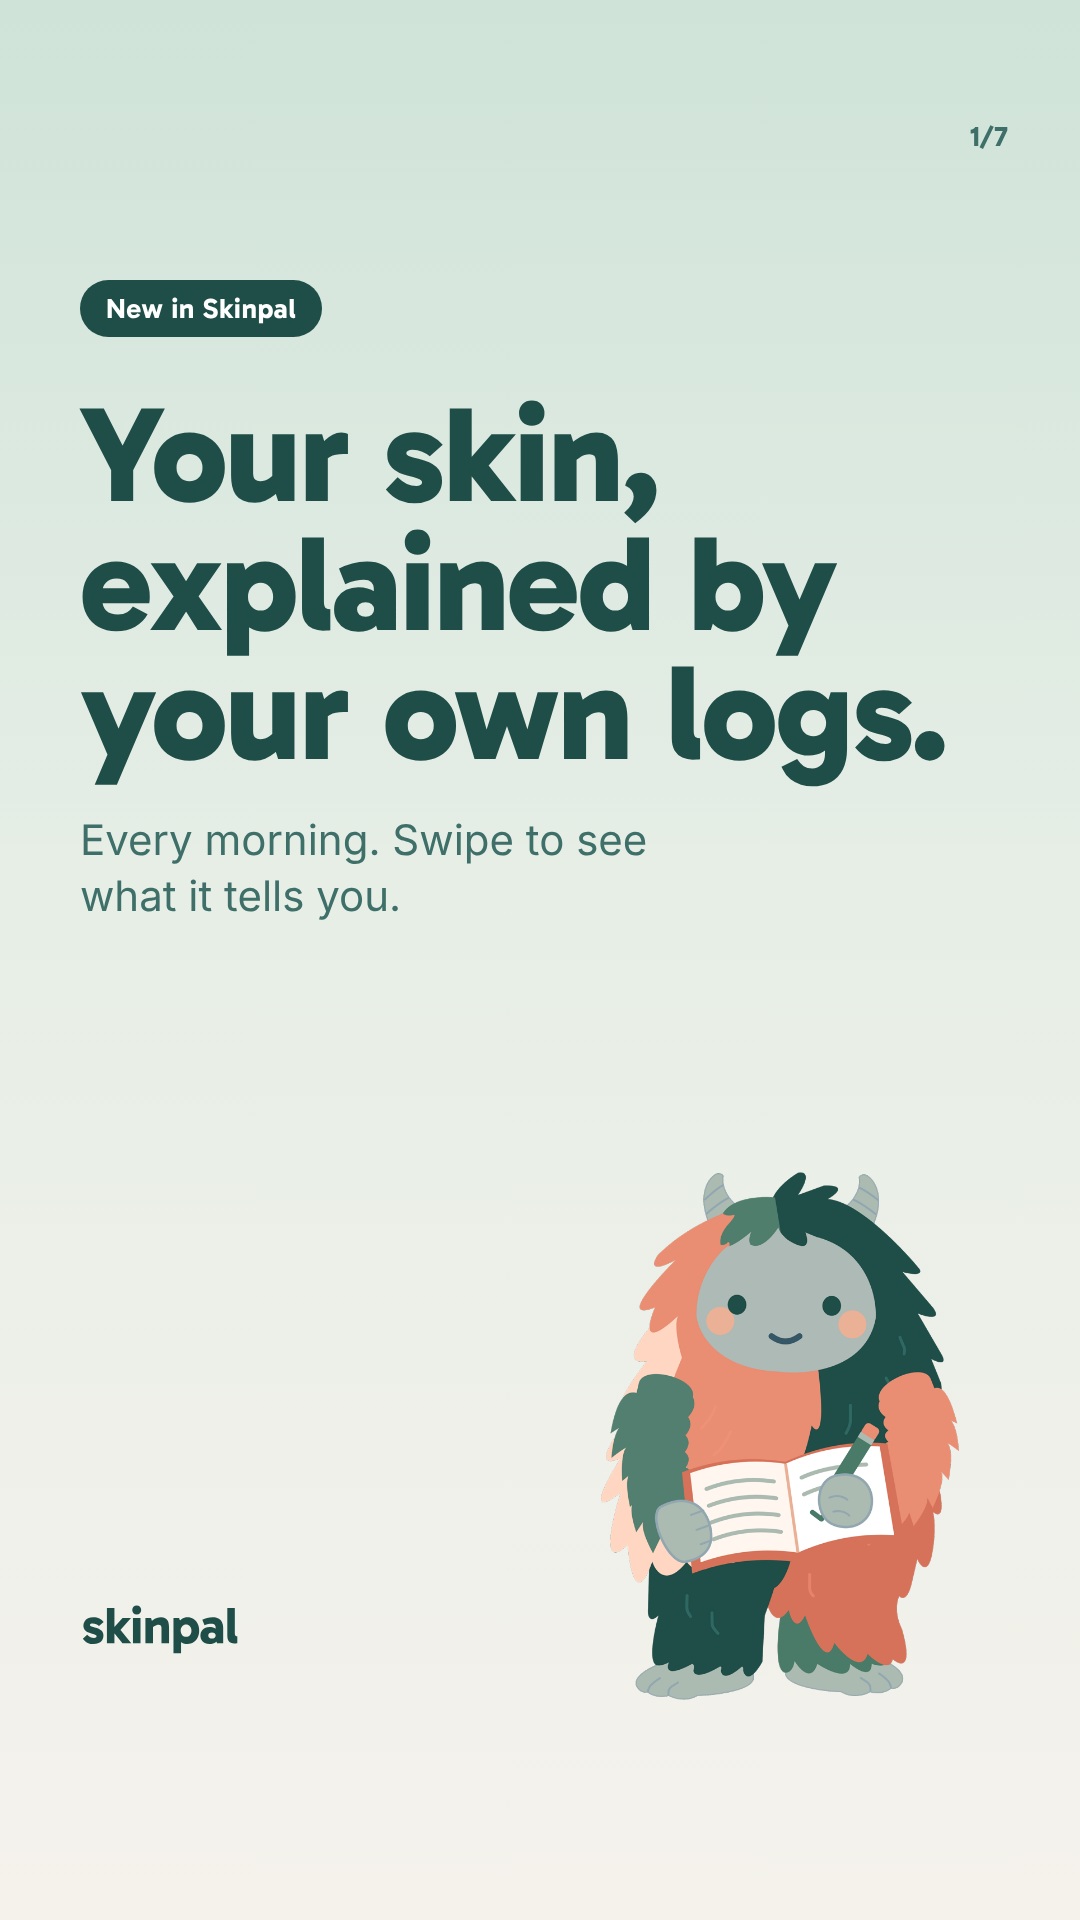 1/7
New in Skinpal
Your skin,
explained by
your own logs.
Every morning. Swipe to see
what it tells you.
skinpal